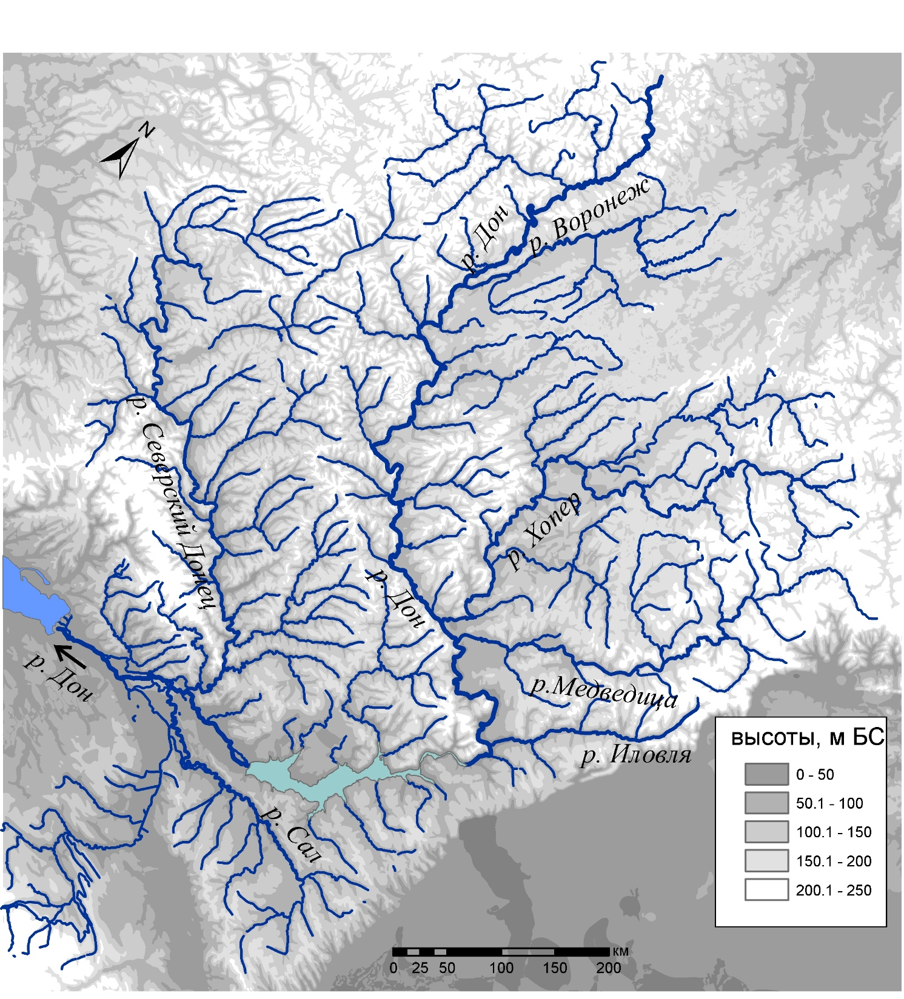 N
р. Дон
р. Воронеж
р. Северский Донец
р. Хопер
р. Дон
р. Дон
р.Медведица
р. Иловля
р. Сал
высоты, м БС
0 - 50
50.1 - 100
100.1 - 150
150.1 - 200
200.1 - 250
км
0 25 50 100 150 200